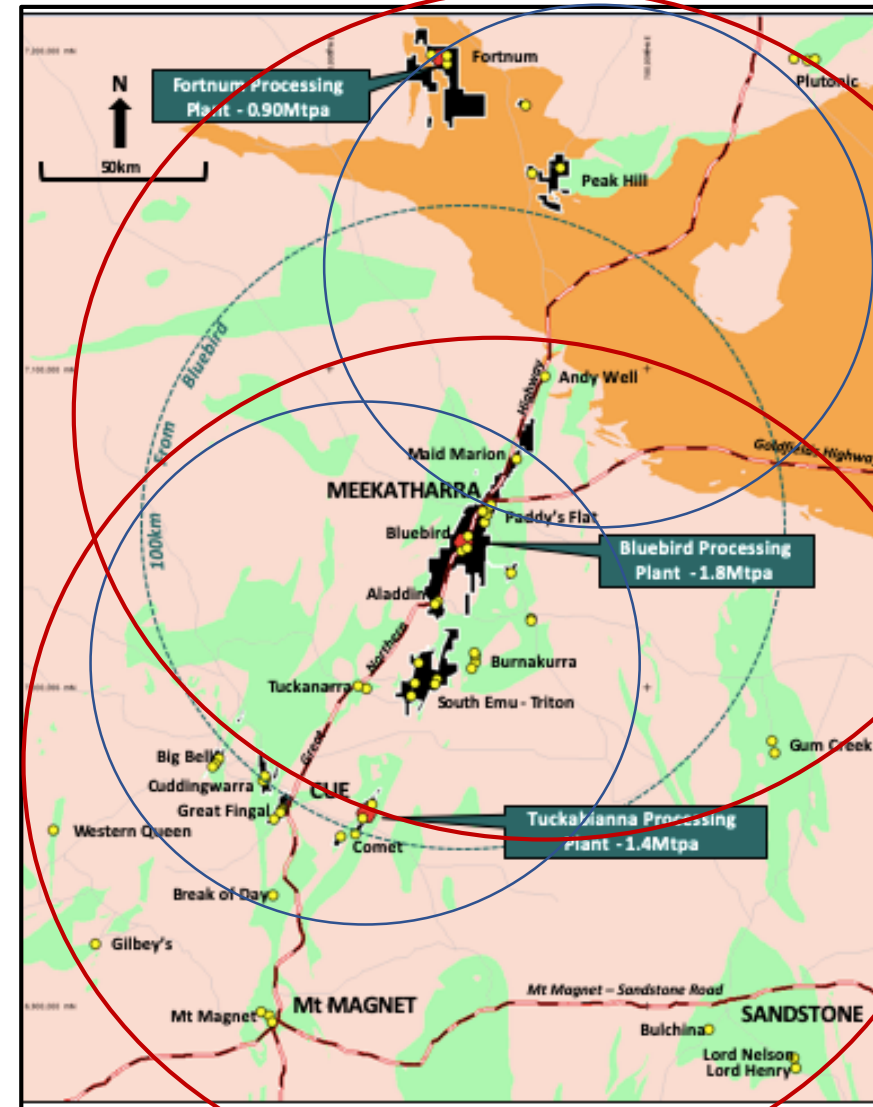 Fortnum
Plutonic
Fortnum Processing
Plant - 0.90Mtpa
N
50km
Peak Hill
Bluebird
From
100km
Andy Well
Highway
Maid Marion
Goldfields Highway
MEEKATHARRA
Paddy's Flat
Bluebird
Bluebird Processing
Plant - 1.8Mtpa
Aladdin
Northern
Burnakurra
Tuckanarra
South Emu - Triton
Great
Big Bell
Gum Creek
Cuddingwarra
CUE
Great Fingal
Tuckabianna Processing
Plant - 1.4Mtpa
Western Queen
Comet
Break of Day
Gilbey's
Mt Magnet – Sandstone Road
Mt MAGNET
Mt Magnet
SANDSTONE
Bulchina
Lord Nelson
Lord Henry